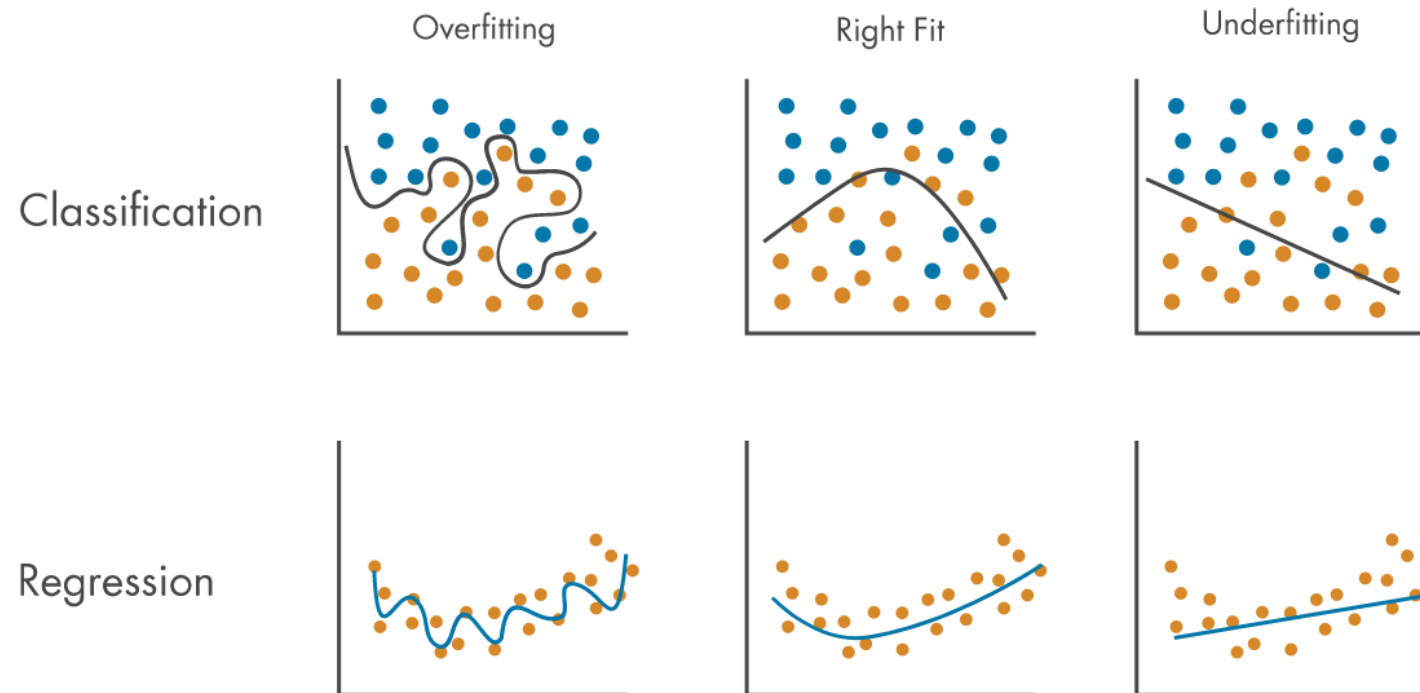 Overfitting
Right Fit
Underfitting
Classification
Regression